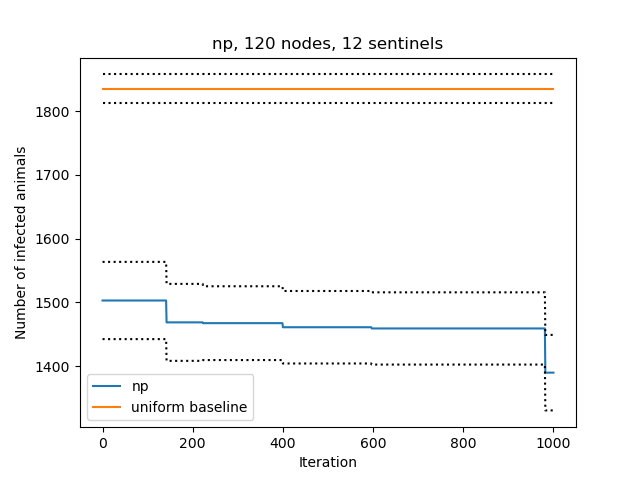 np, 120 nodes, 12 sentinels
Number of infected animals
1800
1700
1600
1500
1400
np
uniform baseline
0 200 400 600 800 1000
Iteration